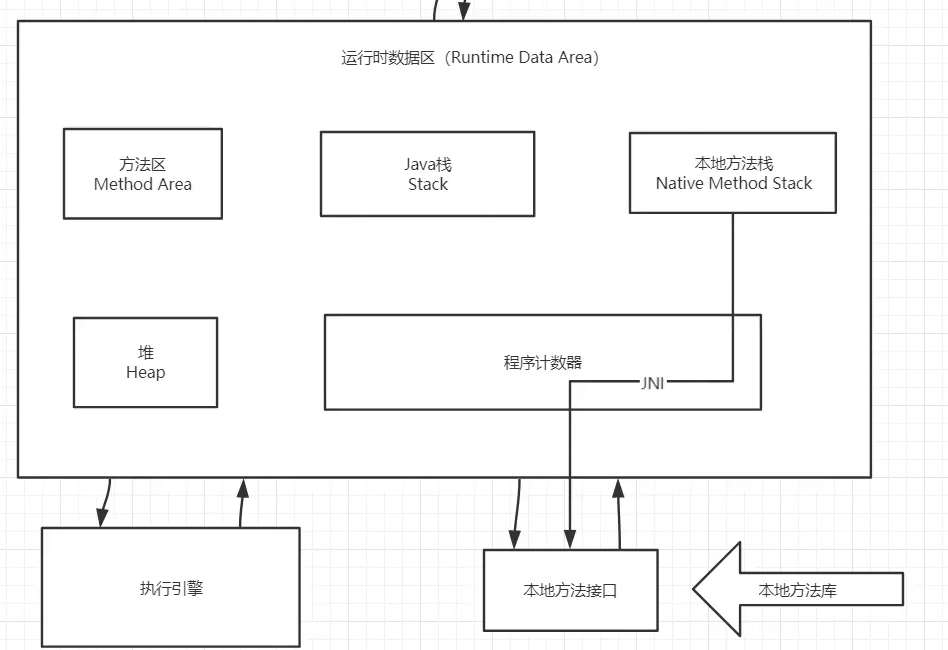 运行时数据区（Runtime Data Area）
方法区
Method Area
Java栈
Stack
本地方法栈
Native Method Stack
堆
Heap
程序计数器
JNI
执行引擎
本地方法接口
本地方法库